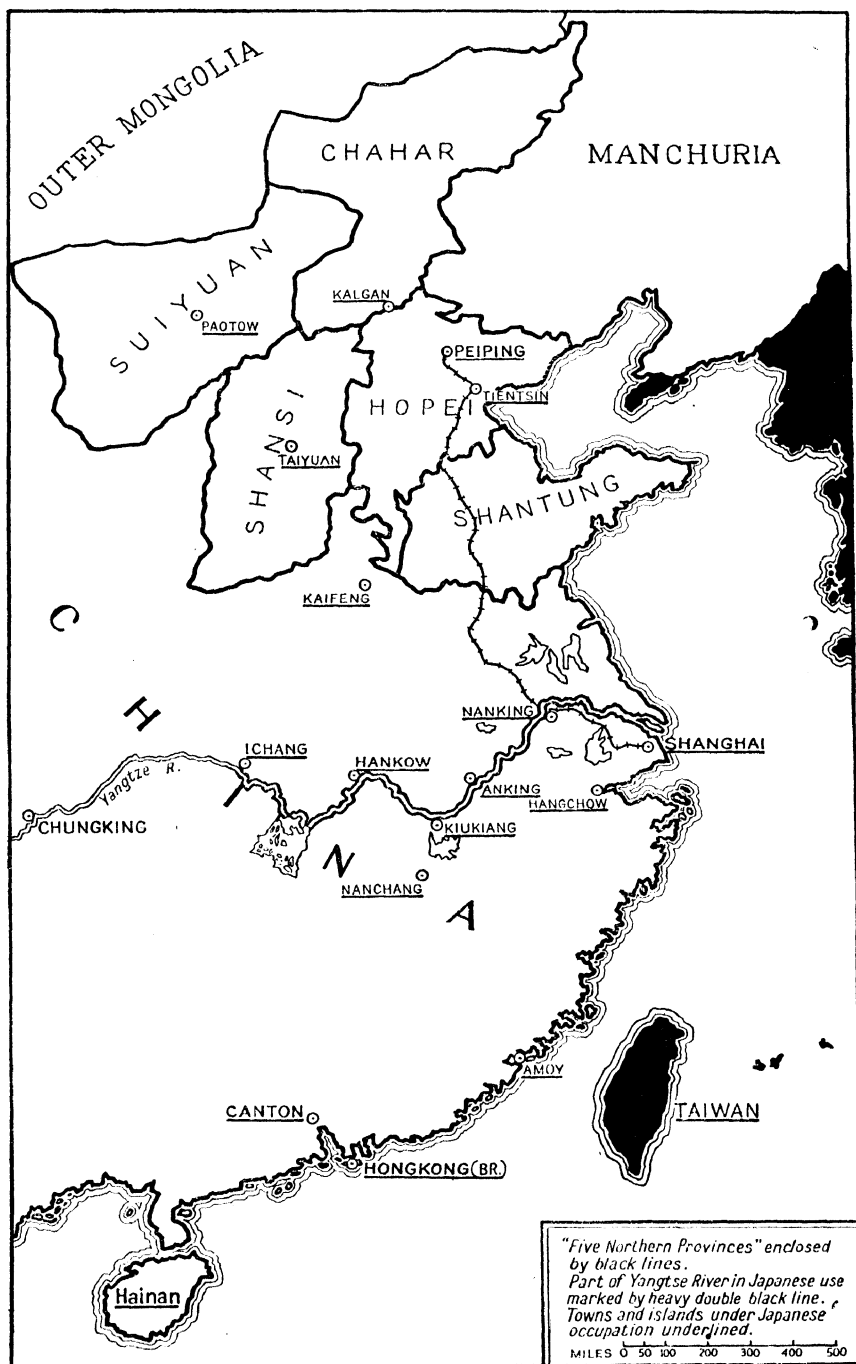 OUTER MONGOLIA
CHAHAR
MANCHURIA
SUIYUAN
KALGAN
PAOTOW
PEIPING
TIENTSIN
HOPEI
SHANSI
TAIYUAN
SHANTUNG
KAIFENG
CHINA
NANKING
SHANGHAI
ICHANG
HANKOW
Yangtze R.
ANKING
HANGCHOW
CHUNGKING
KIUKIANG
NANCHANG
AMOY
CANTON
TAIWAN
HONGKONG (BR.)
Hainan
"Five Northern Provinces" enclosed
by black lines.
Part of Yangtse River in Japanese use
marked by heavy double black line.
Towns and islands under Japanese
occupation underlined.
MILES 0 50 100 200 300 400 500